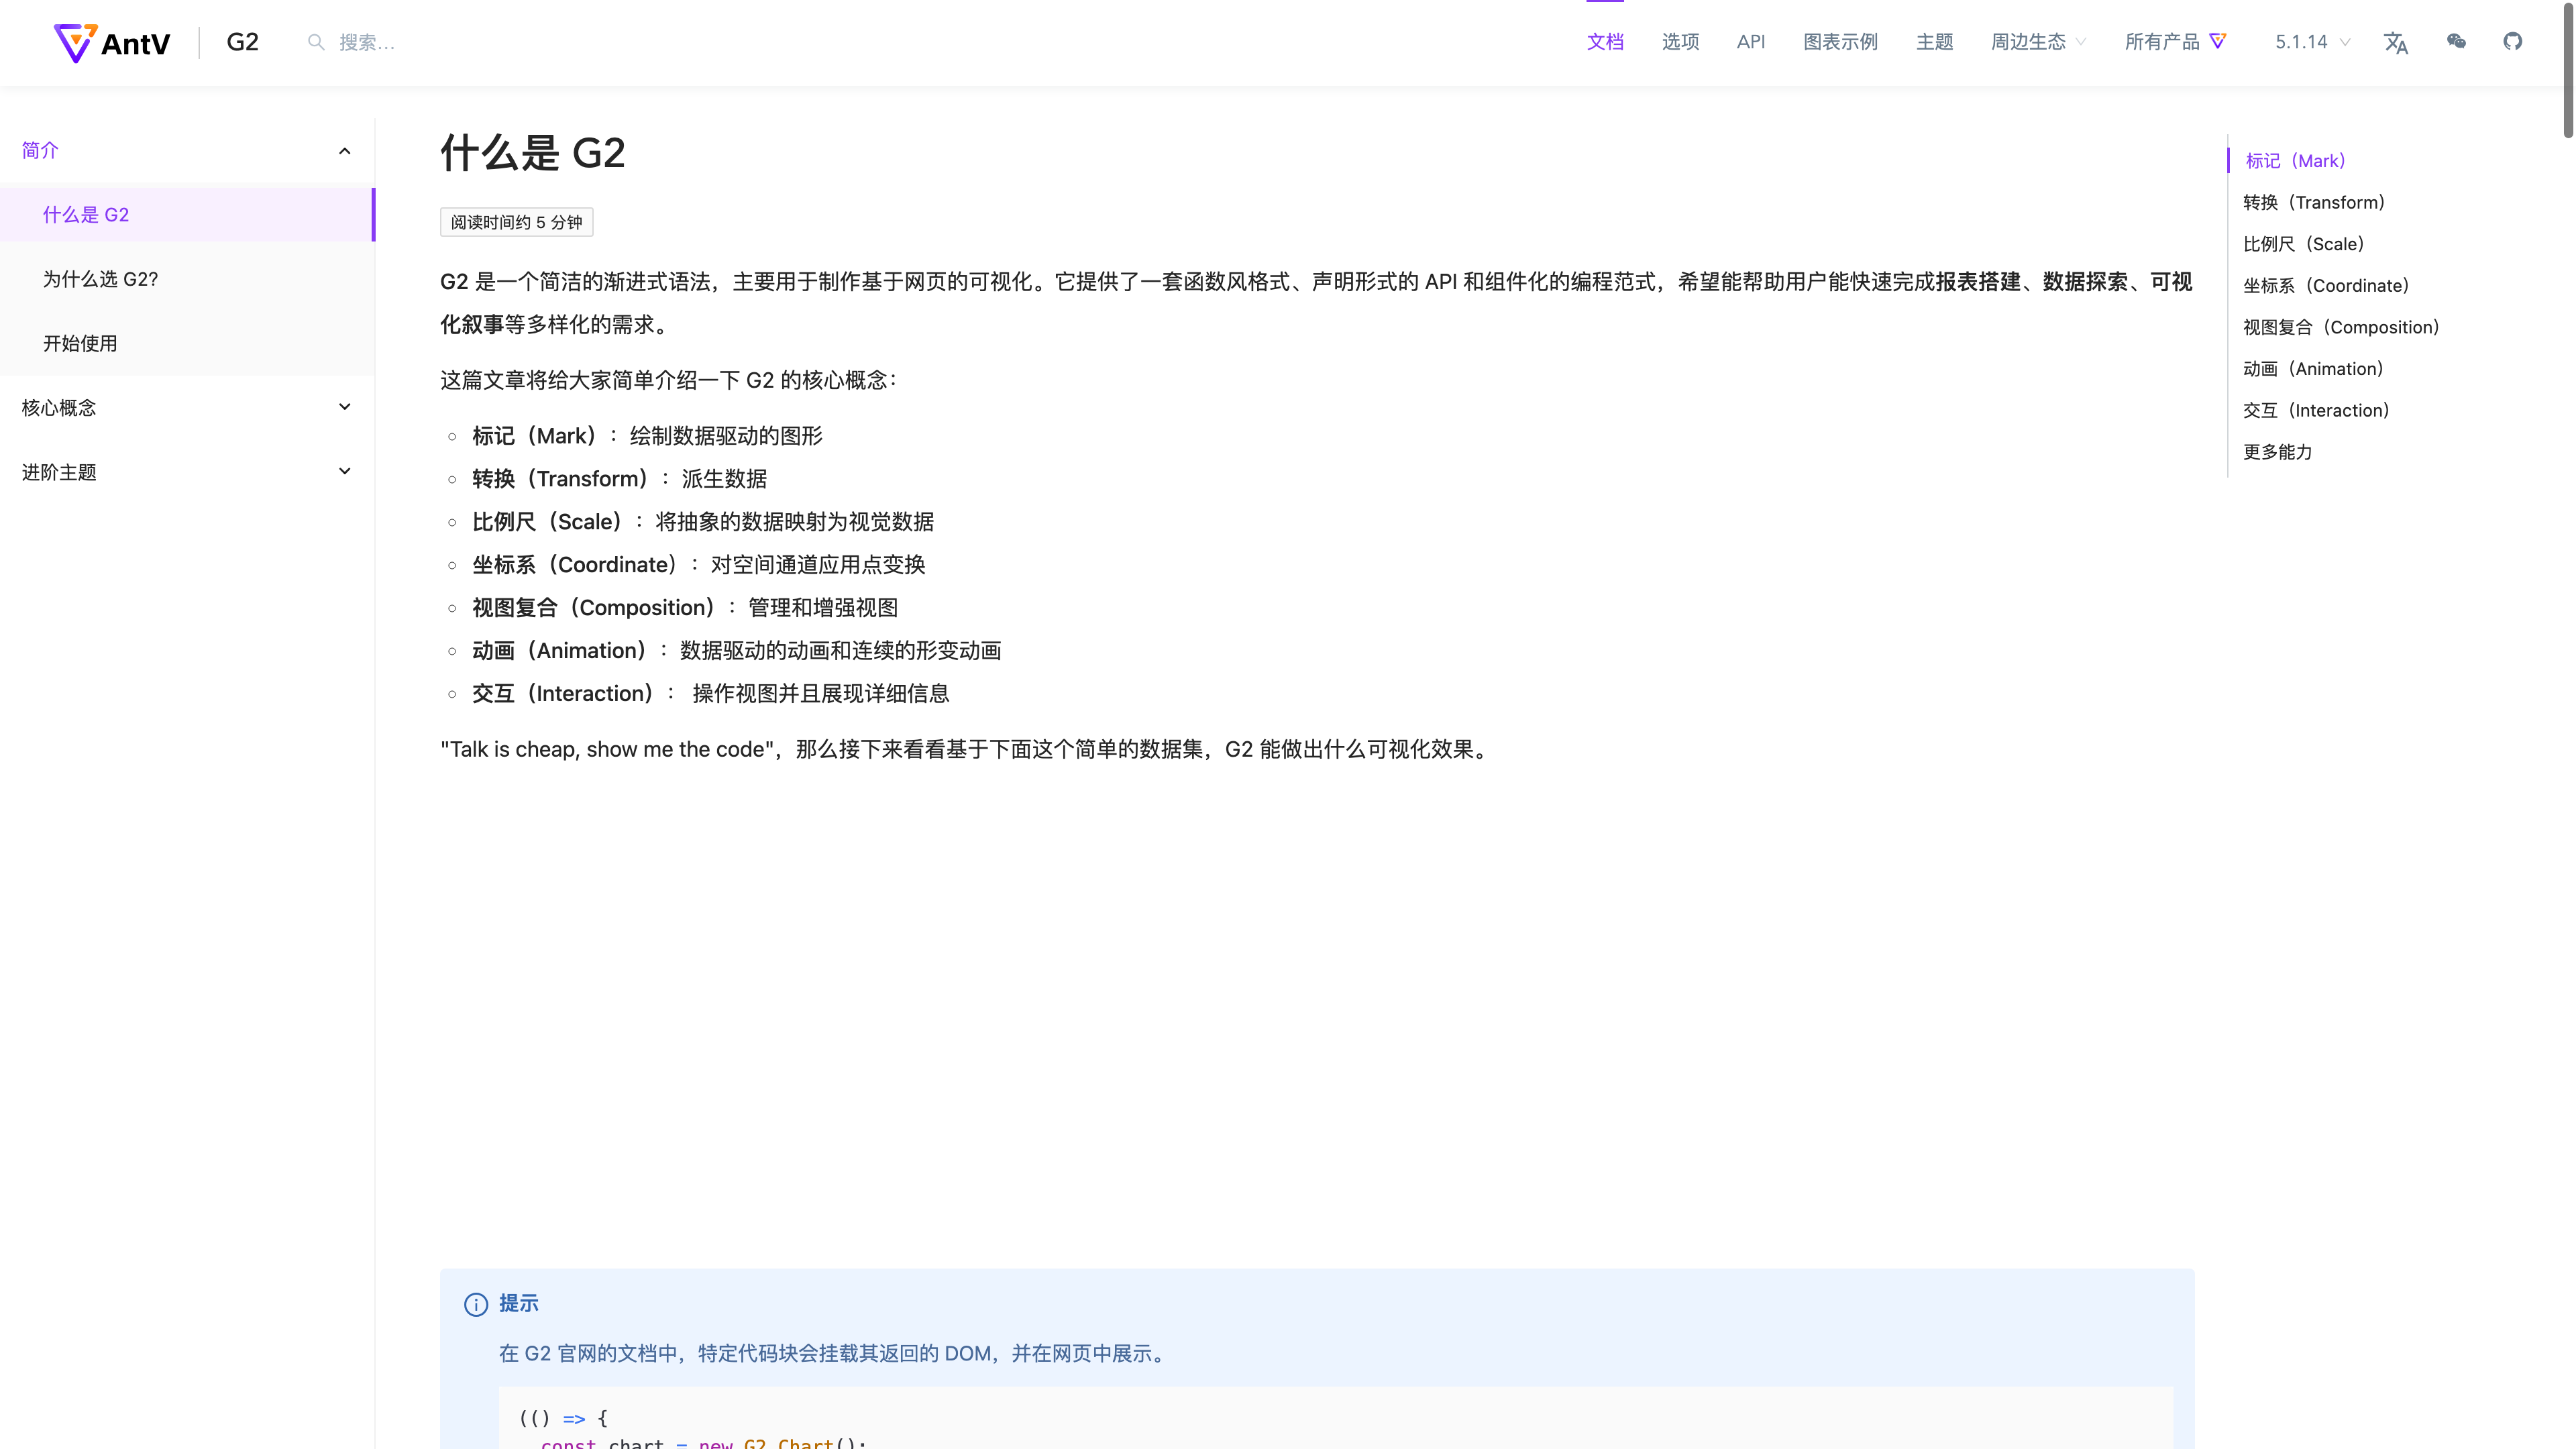 AntV
G2
搜索…
文档
选项
API
图表示例
主题
周边生态
所有产品
5.1.14
简介
什么是 G2
为什么选 G2?
开始使用
核心概念
进阶主题
什么是 G2
阅读时间约 5 分钟
G2 是一个简洁的渐进式语法，主要用于制作基于网页的可视化。它提供了一套函数风格式、声明形式的 API 和组件化的编程范式，希望能帮助用户能快速完成报表搭建、数据探索、可视
化叙事等多样化的需求。
这篇文章将给大家简单介绍一下 G2 的核心概念：
标记（Mark）：绘制数据驱动的图形
转换（Transform）：派生数据
比例尺（Scale）：将抽象的数据映射为视觉数据
坐标系（Coordinate）：对空间通道应用点变换
视图复合（Composition）：管理和增强视图
动画（Animation）：数据驱动的动画和连续的形变动画
交互（Interaction）： 操作视图并且展现详细信息
"Talk is cheap, show me the code"，那么接下来看看基于下面这个简单的数据集，G2 能做出什么可视化效果。
提示
在 G2 官网的文档中，特定代码块会挂载其返回的 DOM，并在网页中展示。
(() => {
const chart = new G2.Chart();
标记（Mark）
转换（Transform）
比例尺（Scale）
坐标系（Coordinate）
视图复合（Composition）
动画（Animation）
交互（Interaction）
更多能力